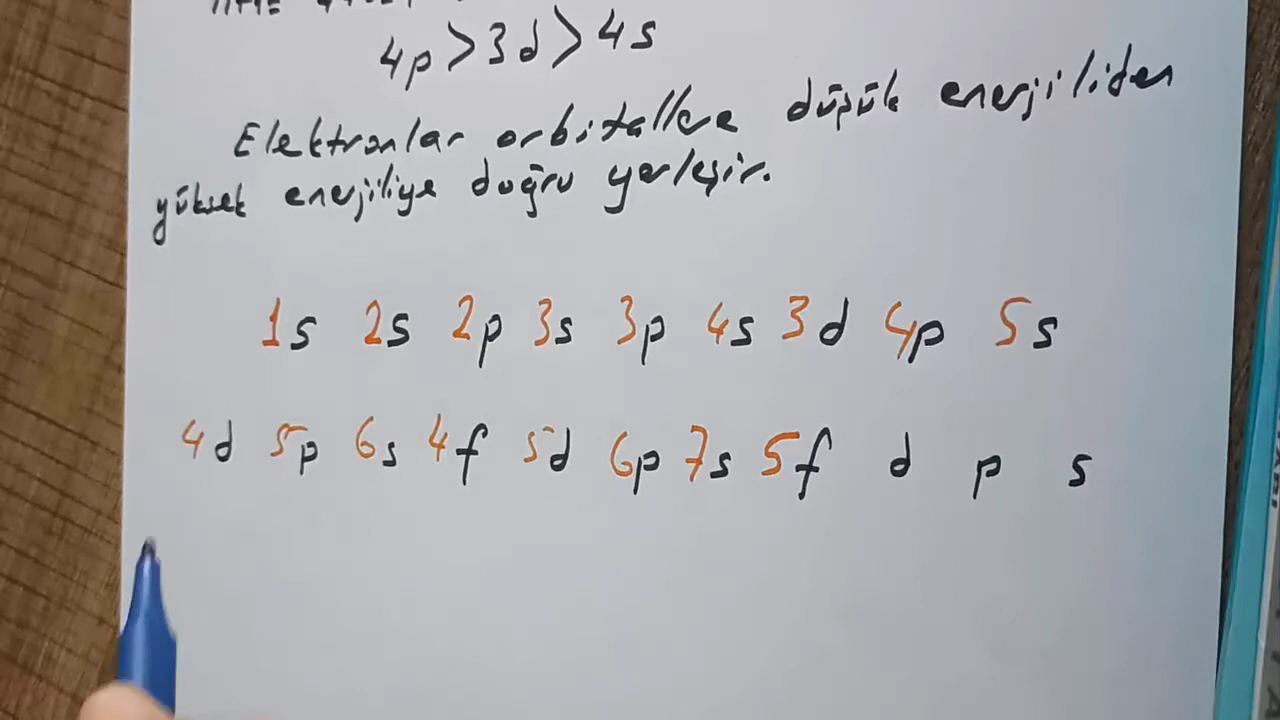 4p > 3d > 4s
Elektronlar orbitallere düşük enerjiliden
yüksek enerjiliye doğru yerleşir.
1s 2s 2p 3s 3p 4s 3d 4p 5s
4d 5p 6s 4f 5d 6p 7s 5f d p s